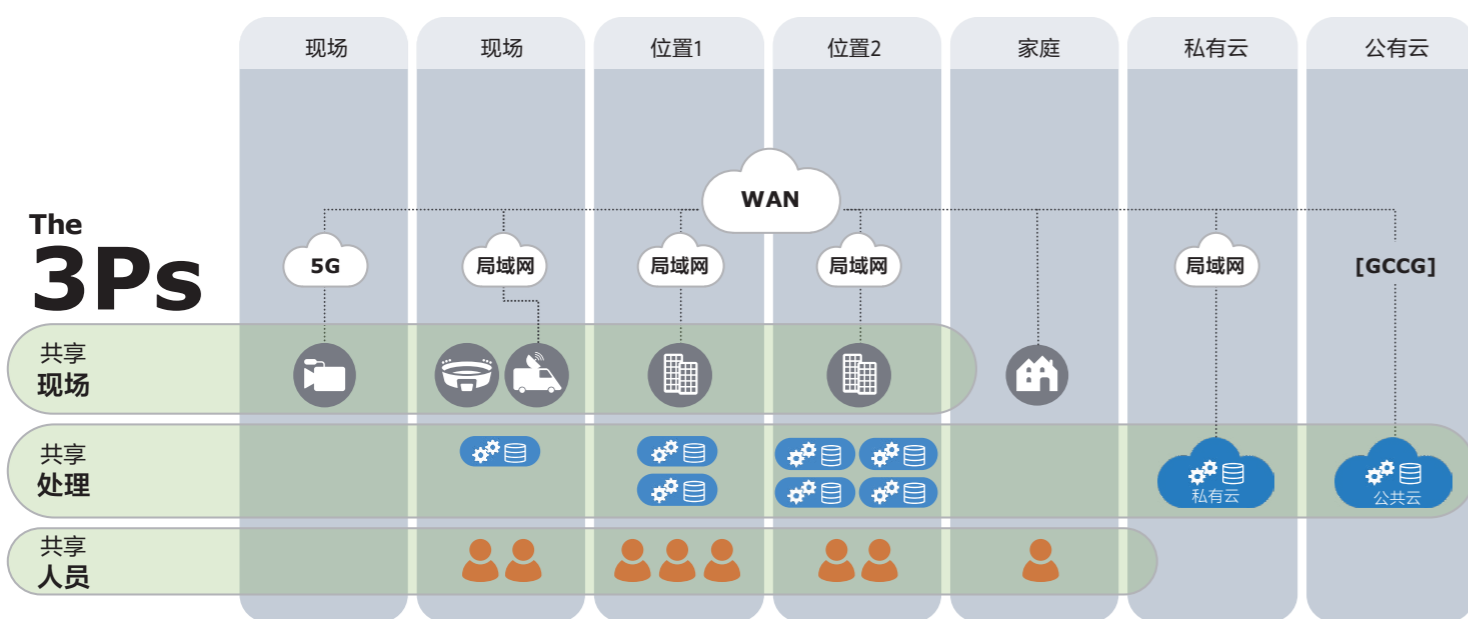 现场
现场
位置1
位置2
家庭
私有云
公有云
WAN
The
3Ps
5G
局域网
局域网
局域网
局域网
[GCCG]
共享
现场
共享
处理
私有云
公共云
共享
人员